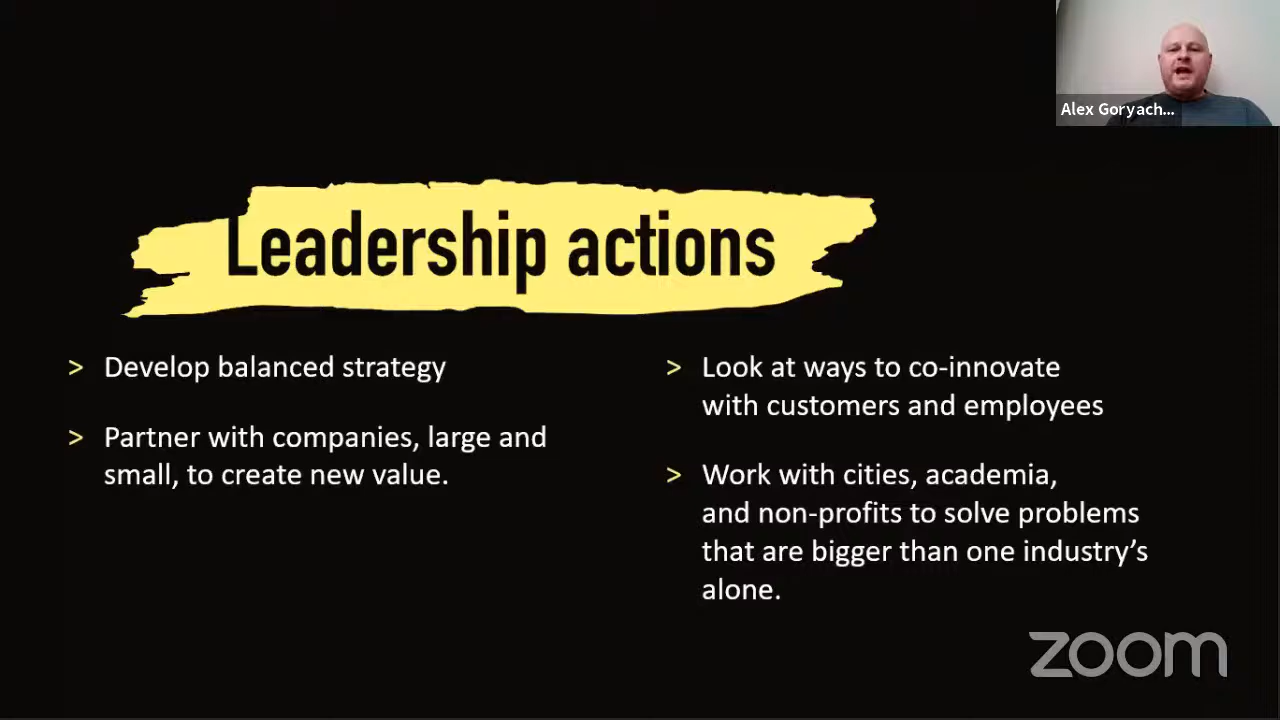 Alex Goryach...
Leadership actions
> Develop balanced strategy
> Partner with companies, large and
small, to create new value.
> Look at ways to co-innovate
with customers and employees
> Work with cities, academia,
and non-profits to solve problems
that are bigger than one industry’s
alone.
zoom